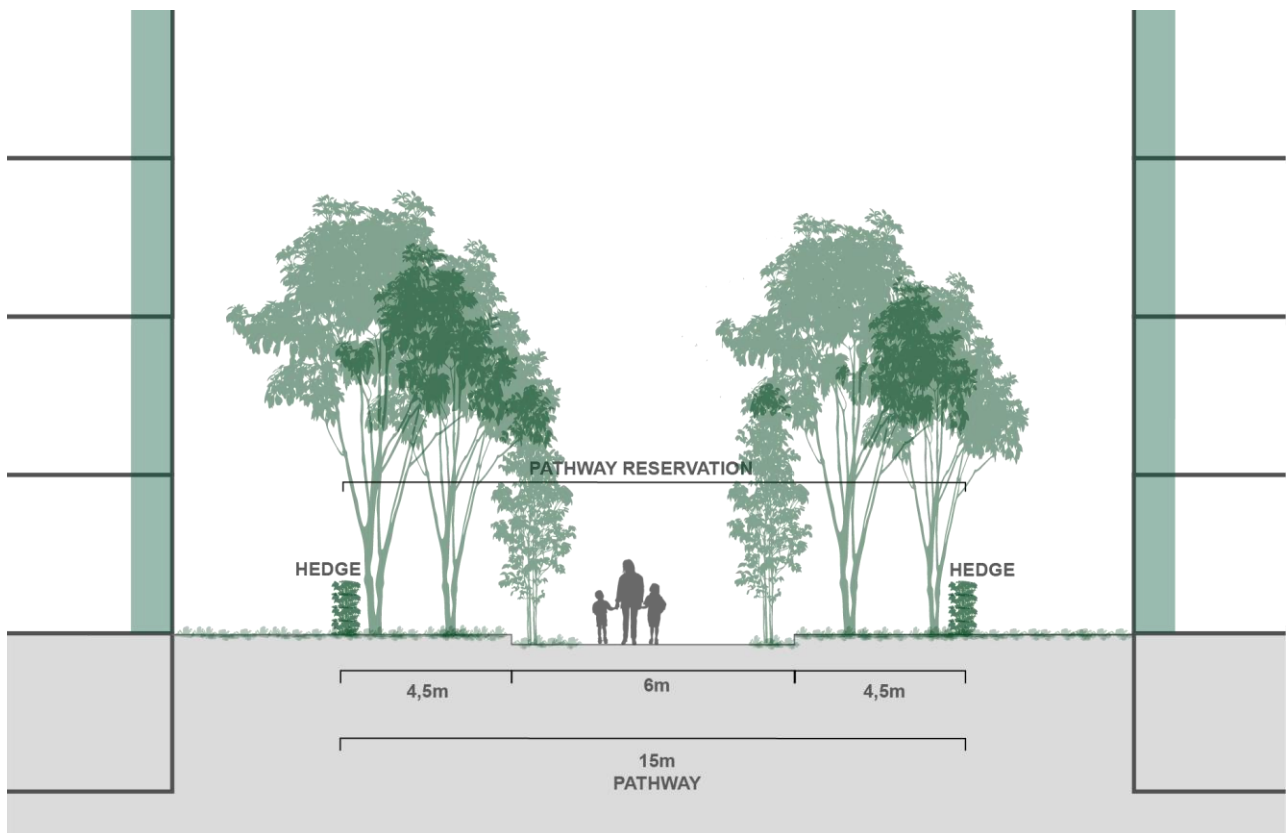 PATHWAY RESERVATION
HEDGE
HEDGE
4,5m
6m
4,5m
15m
PATHWAY